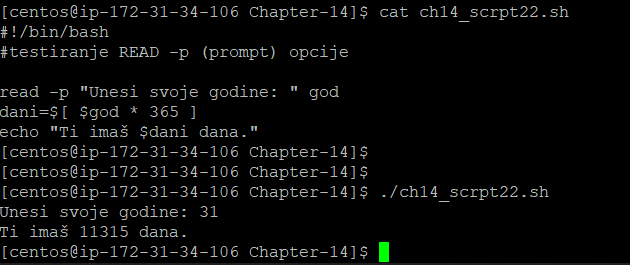 [centos@ip-172-31-34-106 Chapter-14]$ cat ch14_scrpt22.sh
#!/bin/bash
#testiranje READ -p (prompt) opcije
read -p "Unesi svoje godine: " god
dani=$[ $god * 365 ]
echo "Ti imaš $dani dana."
[centos@ip-172-31-34-106 Chapter-14]$
[centos@ip-172-31-34-106 Chapter-14]$
[centos@ip-172-31-34-106 Chapter-14]$ ./ch14_scrpt22.sh
Unesi svoje godine: 31
Ti imaš 11315 dana.
[centos@ip-172-31-34-106 Chapter-14]$